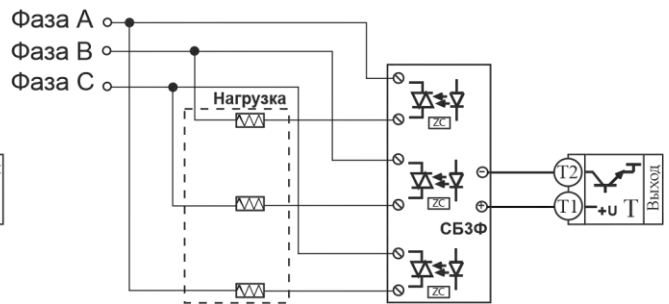 Фаза A
Фаза B
Фаза C
Нагрузка
ZC
ZC
СБ3Ф
ZC
T2
T1
+U T
Выход